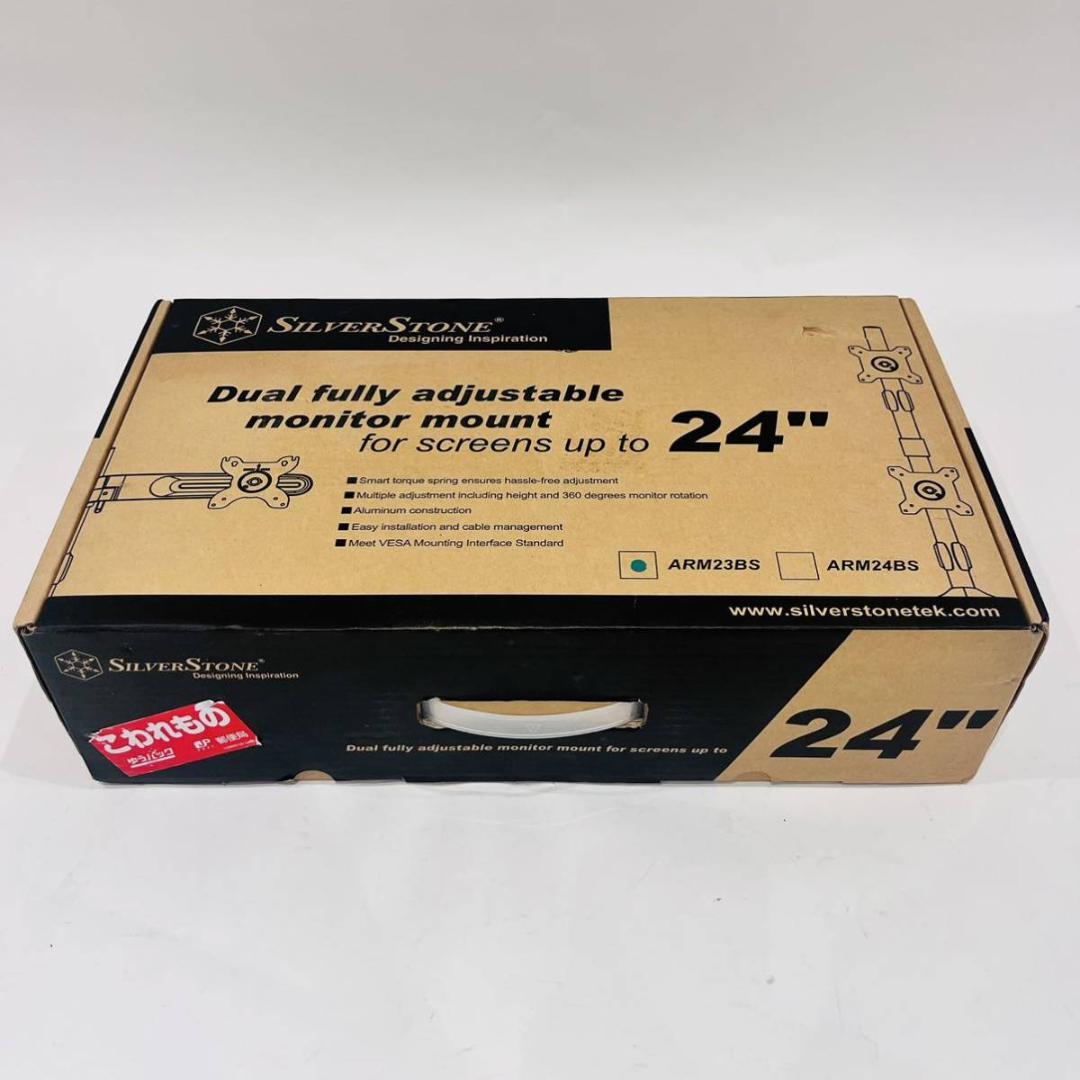 SILVERSTONE®
Designing Inspiration
Dual fully adjustable
monitor mount
for screens up to 24"
Smart torque spring ensures hassle-free adjustment
Multiple adjustment including height and 360 degrees monitor rotation
Aluminum construction
Easy installation and cable management
Meet VESA Mounting Interface Standard
ARM23BS ARM24BS
www.silverstonetek.com
SILVERSTONE®
Designing Inspiration
こわれもの
ゆうパック
JP 郵便局
Dual fully adjustable monitor mount for screens up to 24"